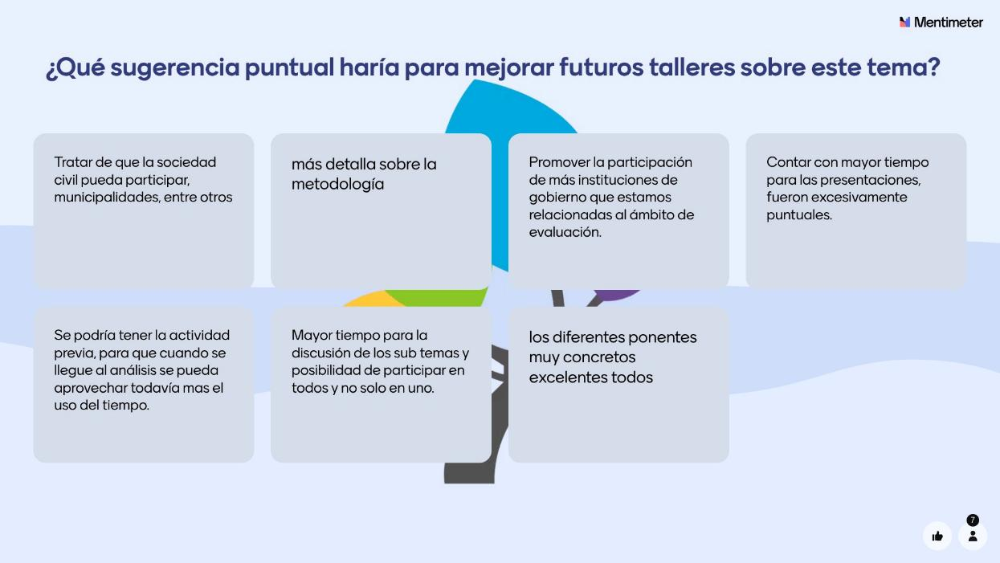 Mentimeter
¿Qué sugerencia puntual haría para mejorar futuros talleres sobre este tema?
Tratar de que la sociedad
civil pueda participar,
municipalidades, entre otros
más detalla sobre la
metodología
Promover la participación
de más instituciones de
gobierno que estamos
relacionadas al ámbito de
evaluación.
Contar con mayor tiempo
para las presentaciones,
fueron excesivamente
puntuales.
Se podría tener la actividad
previa, para que cuando se
llegue al análisis se pueda
aprovechar todavía mas el
uso del tiempo.
Mayor tiempo para la
discusión de los sub temas y
posibilidad de participar en
todos y no solo en uno.
los diferentes ponentes
muy concretos
excelentes todos
7